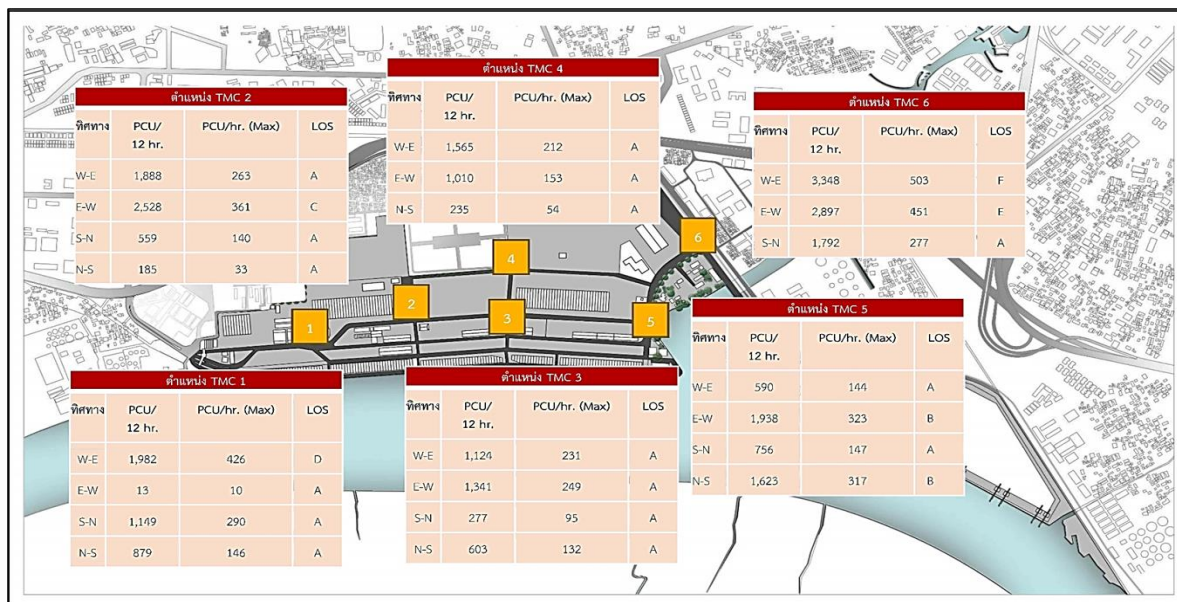 ตำแหน่ง TMC 2
ทิศทาง PCU/ 12 hr. PCU/hr. (Max) LOS
W-E 1,888 263 A
E-W 2,528 361 C
S-N 559 140 A
N-S 185 33 A
ตำแหน่ง TMC 4
ทิศทาง PCU/ 12 hr. PCU/hr. (Max) LOS
W-E 1,565 212 A
E-W 1,010 153 A
N-S 235 54 A
ตำแหน่ง TMC 6
ทิศทาง PCU/ 12 hr. PCU/hr. (Max) LOS
W-E 3,348 503 F
E-W 2,897 451 E
S-N 1,792 277 A
6
4
2
3
5
1
ตำแหน่ง TMC 1
ทิศทาง PCU/ 12 hr. PCU/hr. (Max) LOS
W-E 1,982 426 D
E-W 13 10 A
S-N 1,149 290 A
N-S 879 146 A
ตำแหน่ง TMC 3
ทิศทาง PCU/ 12 hr. PCU/hr. (Max) LOS
W-E 1,124 231 A
E-W 1,341 249 A
S-N 277 95 A
N-S 603 132 A
ตำแหน่ง TMC 5
ทิศทาง PCU/ 12 hr. PCU/hr. (Max) LOS
W-E 590 144 A
E-W 1,938 323 B
S-N 756 147 A
N-S 1,623 317 B